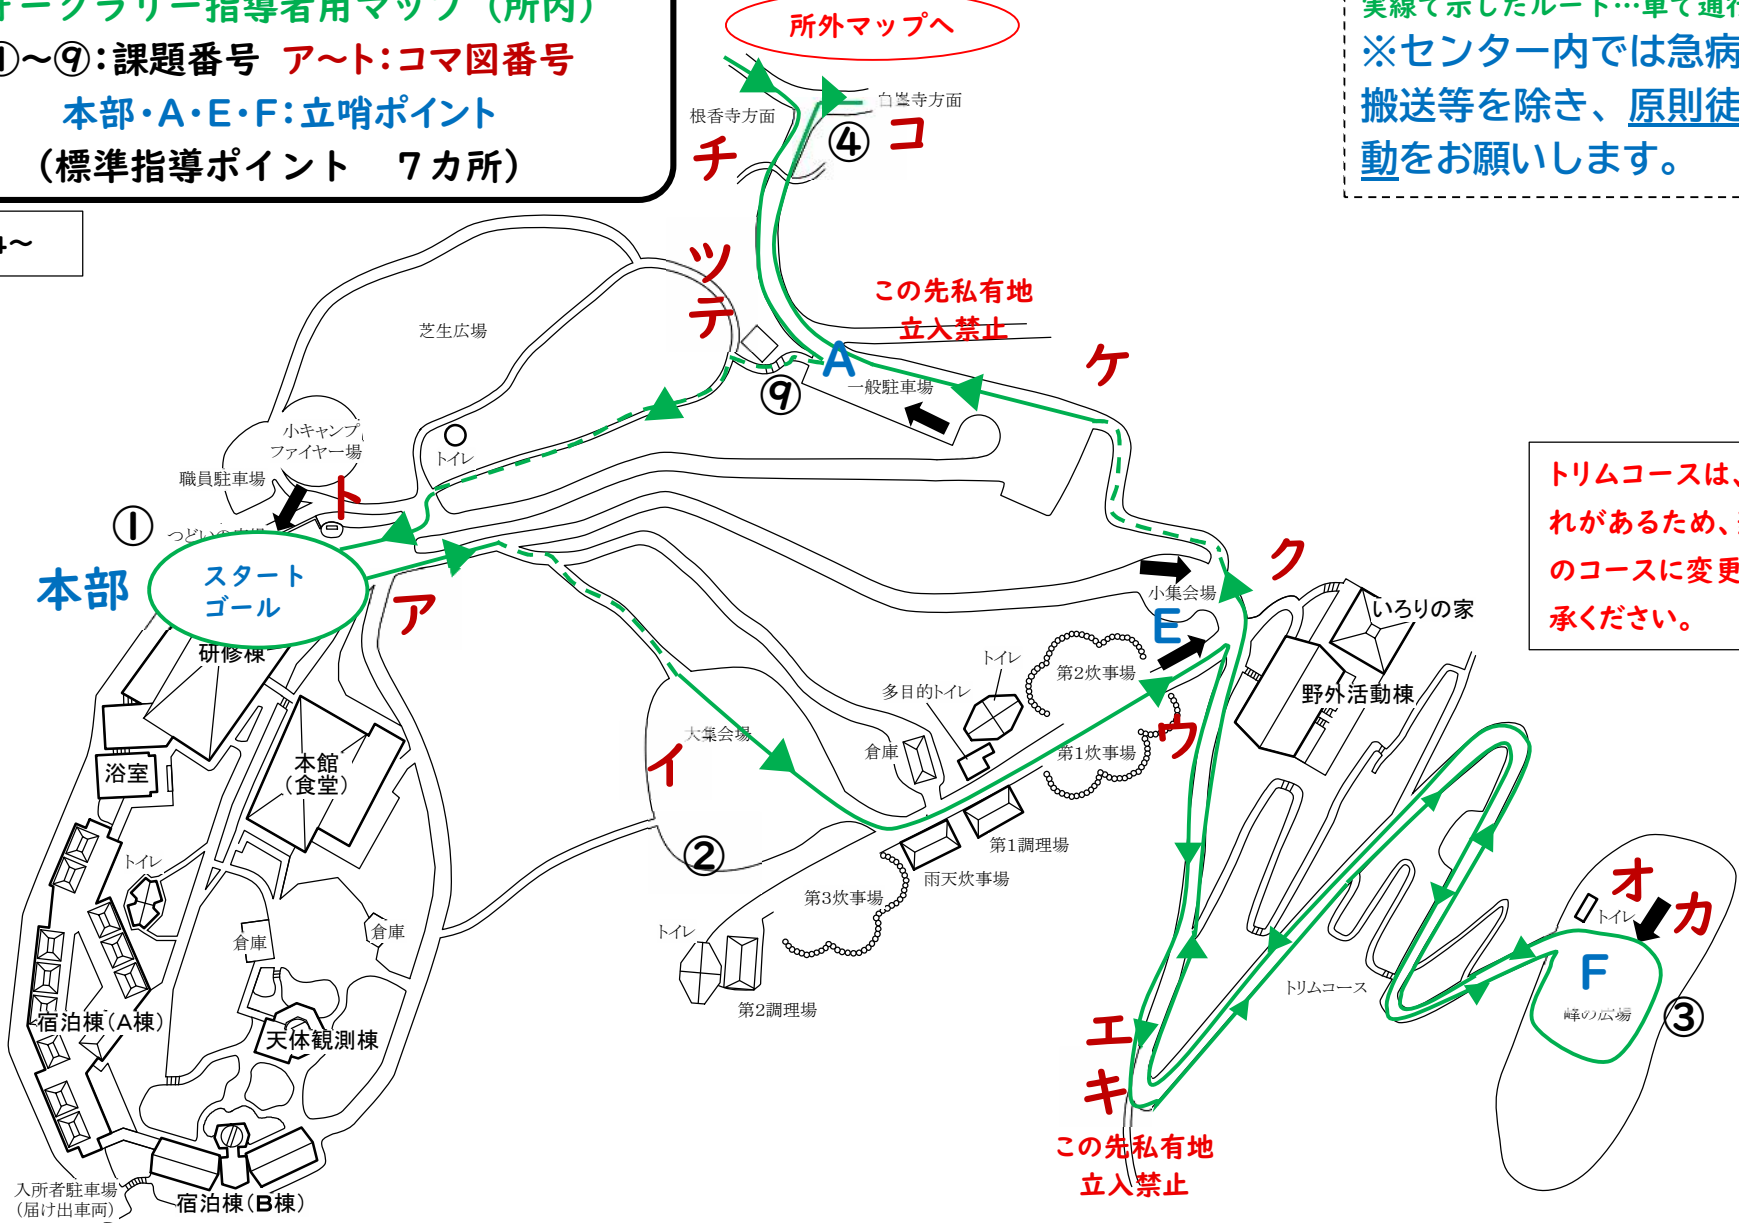 ォークラリー指導者用マップ（所内）
①～⑨：課題番号 ア～ト：コマ図番号
本部・A・E・F：立哨ポイント
（標準指導ポイント　７カ所）
4～
所外マップへ
実線で示したルート…車で通行
※センター内では急病
搬送等を除き、原則徒
動をお願いします。
根香寺方面
白峯寺方面
チ
④
コ
ツ
テ
この先私有地
立入禁止
芝生広場
A
ケ
⑨
一般駐車場
小キャンプ
ファイヤー場
トイレ
職員駐車場
ト
トリムコースは、
れがあるため、
のコースに変更
承ください。
①
つどいの広場
本部
スタート
ゴール
ア
ク
小集会場
E
いろりの家
研修棟
トイレ
第2炊事場
多目的トイレ
野外活動棟
大集会場
イ
倉庫
第1炊事場
ウ
浴室
本館
（食堂）
②
第1調理場
雨天炊事場
トイレ
第3炊事場
オ
カ
トイレ
倉庫
倉庫
トイレ
F
トリムコース
第2調理場
峰の広場
③
宿泊棟（A棟）
天体観測棟
エ
キ
この先私有地
立入禁止
入所者駐車場
（届け出車両）
宿泊棟（B棟）